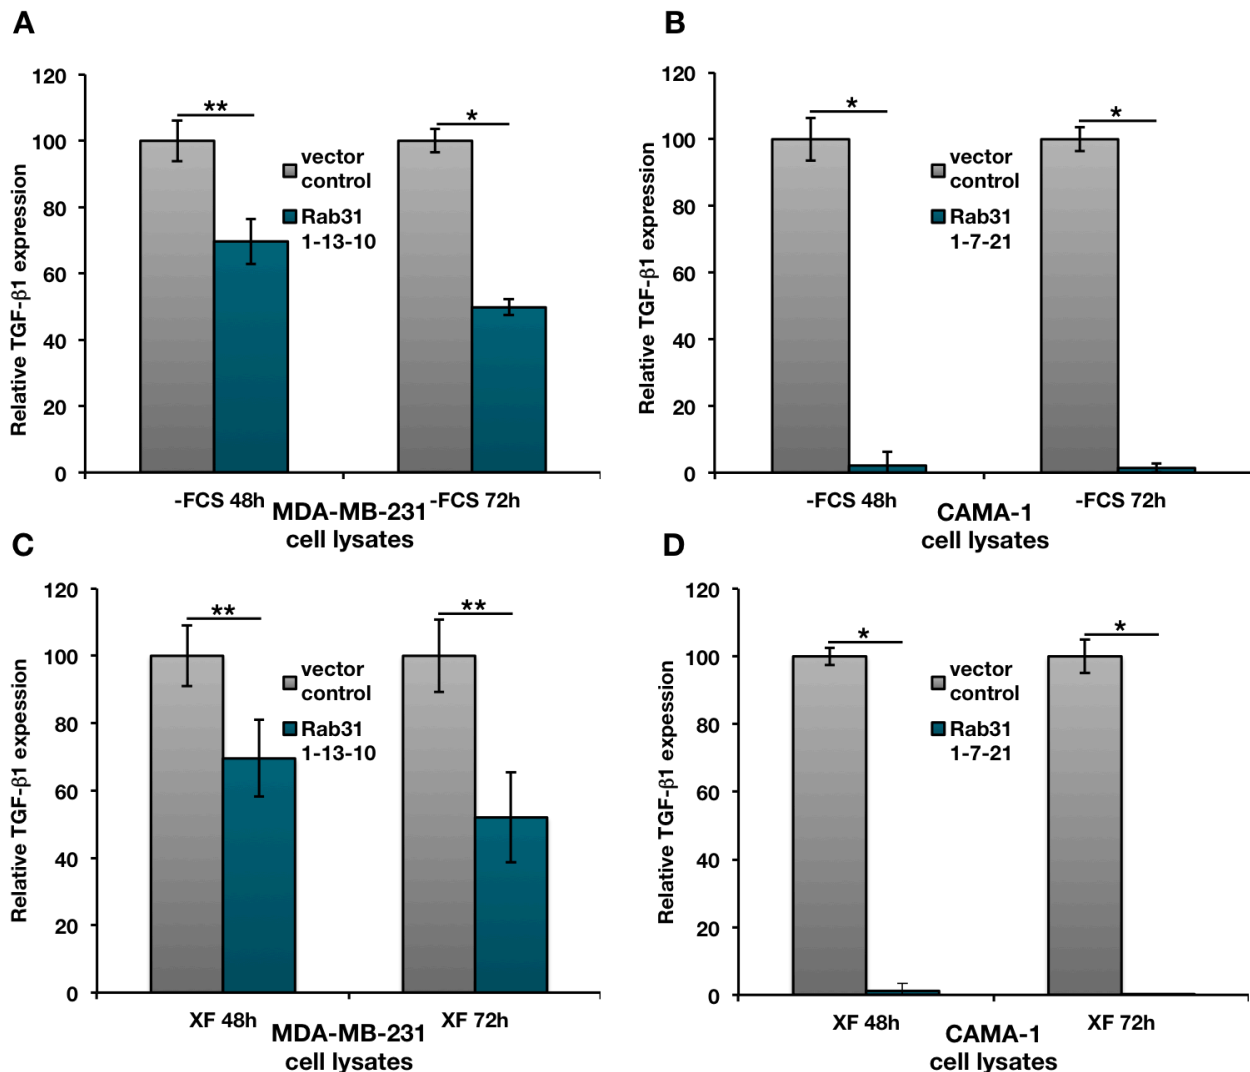 A
Relative TGF-β1 expression
120
100
80
60
40
20
0
**
*
vector
control
Rab31
1-13-10
-FCS 48h
-FCS 72h
MDA-MB-231
cell lysates
B
Relative TGF-β1 expression
120
100
80
60
40
20
0
*
*
vector
control
Rab31
1-7-21
-FCS 48h
-FCS 72h
CAMA-1
cell lysates
C
Relative TGF-β1 expession
120
100
80
60
40
20
0
**
**
vector
control
Rab31
1-13-10
XF 48h
XF 72h
MDA-MB-231
cell lysates
D
Relative TGF-β1 expession
120
100
80
60
40
20
0
*
*
vector
control
Rab31
1-7-21
XF 48h
XF 72h
CAMA-1
cell lysates